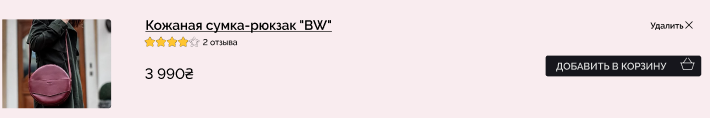 Кожаная сумка-рюкзак "BW"
Удалить
2 отзыва
3 990₴
ДОБАВИТЬ В КОРЗИНУ